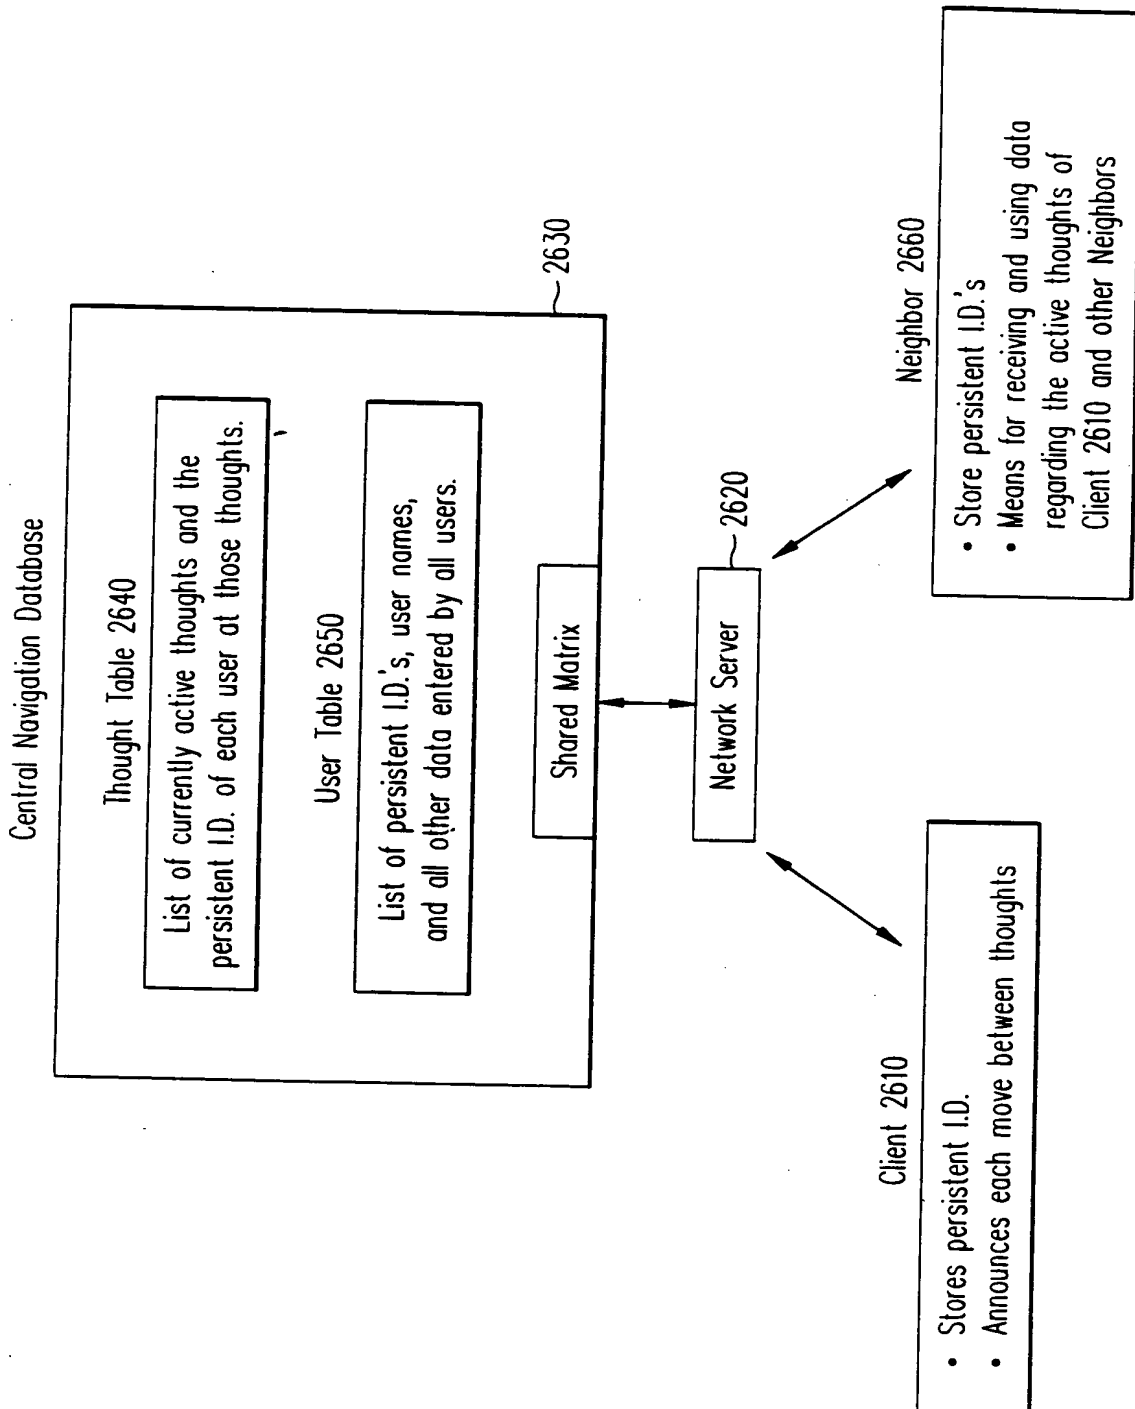 Central Navigation Database
Thought Table 2640
List of currently active thoughts and the
persistent I.D. of each user at those thoughts.
User Table 2650
List of persistent I.D.'s, user names,
and all other data entered by all users.
Shared Matrix
2630
Network Server
2620
Client 2610
• Stores persistent I.D.
• Announces each move between thoughts
Neighbor 2660
• Store persistent I.D.'s
• Means for receiving and using data
regarding the active thoughts of
Client 2610 and other Neighbors